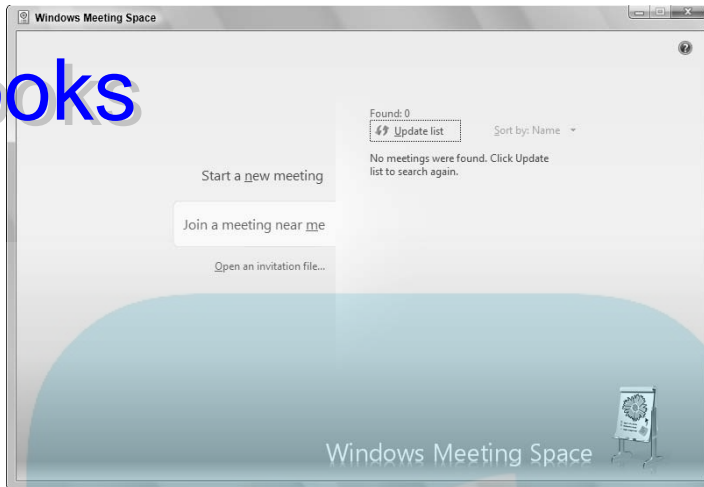 Windows Meeting Space
oks
Found: 0
Update list
Sort by: Name
No meetings were found. Click Update
list to search again.
Start a new meeting
Join a meeting near me
Open an invitation file...
Windows Meeting Space